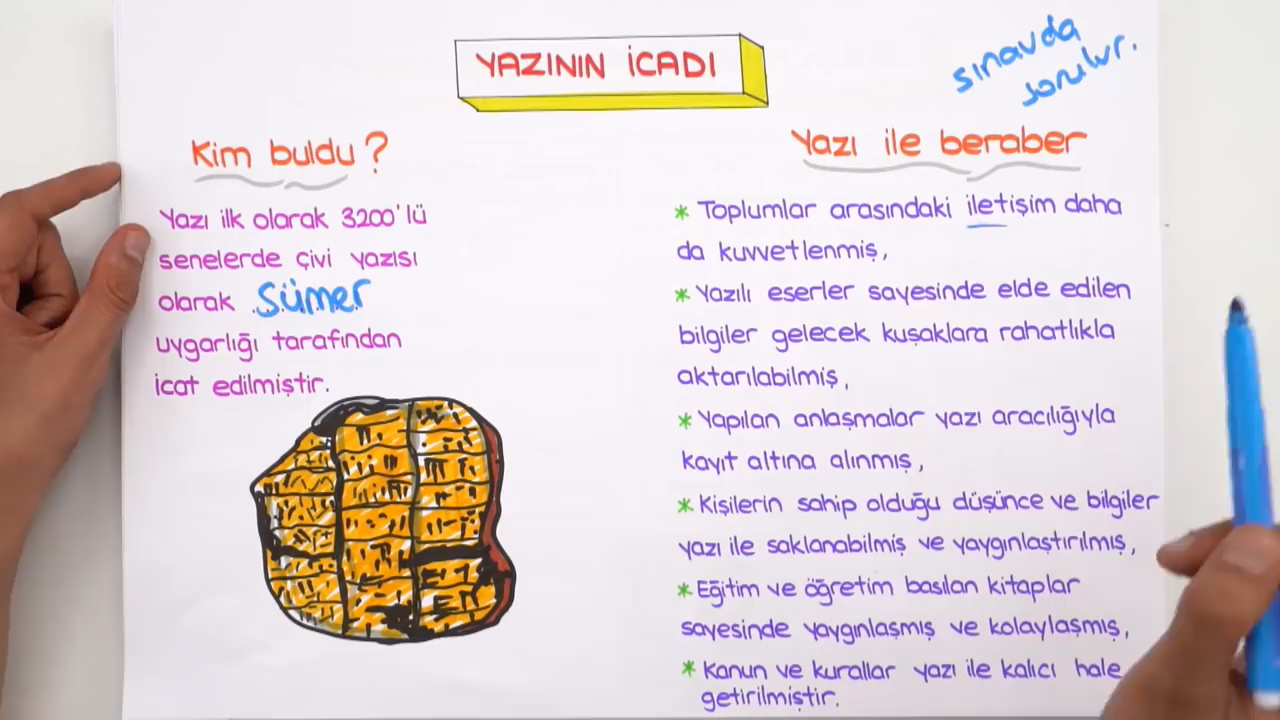 YAZININ İCADI
sınavda
sorulur.
Kim buldu?
Yazı ilk olarak 3200'lü
senelerde çivi yazısı
olarak Sümer
uygarlığı tarafından
icat edilmiştir.
Yazı ile beraber
* Toplumlar arasındaki iletişim daha
da kuvvetlenmiş,
* Yazılı eserler sayesinde elde edilen
bilgiler gelecek kuşaklara rahatlıkla
aktarılabilmiş,
* Yapılan anlaşmalar yazı aracılığıyla
kayıt altına alınmış,
* Kişilerin sahip olduğu düşünce ve bilgiler
yazı ile saklanabilmiş ve yaygınlaştırılmış,
* Eğitim ve öğretim basılan kitaplar
sayesinde yaygınlaşmış ve kolaylaşmış,
* Kanun ve kurallar yazı ile kalıcı hale
getirilmiştir.